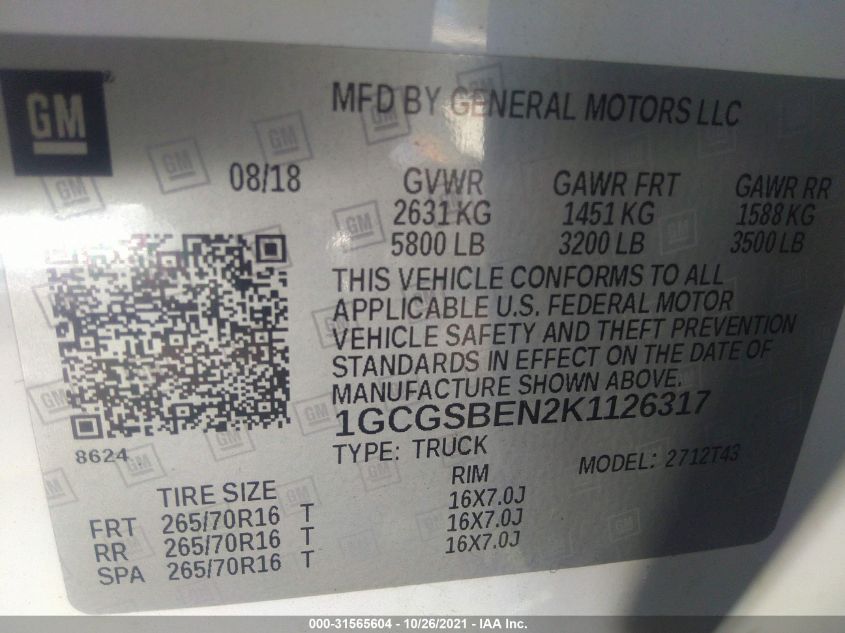 GM
MFD BY GENERAL MOTORS LLC
08/18
GVWR GAWR FRT GAWR RR
2631 KG 1451 KG 1588 KG
5800 LB 3200 LB 3500 LB
THIS VEHICLE CONFORMS TO ALL
APPLICABLE U.S. FEDERAL MOTOR
VEHICLE SAFETY AND THEFT PREVENTION
STANDARDS IN EFFECT ON THE DATE OF
MANUFACTURE SHOWN ABOVE.
1GCGSBEN2K1126317
8624
TYPE: TRUCK MODEL: 2712T43
TIRE SIZE RIM
FRT 265/70R16 T 16X7.0J
RR 265/70R16 T 16X7.0J
SPA 265/70R16 T 16X7.0J
000-31565604 - 10/26/2021 - IAA Inc.